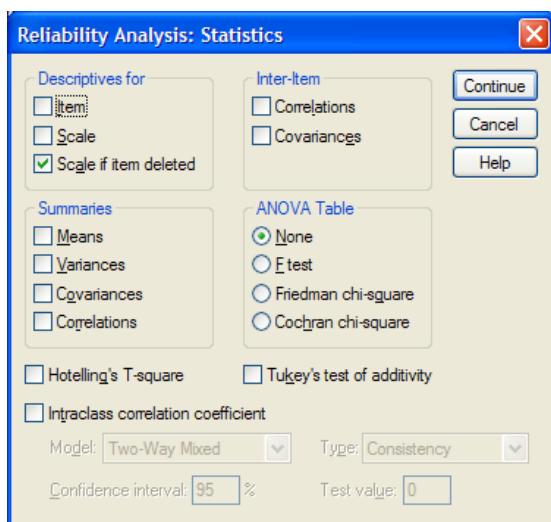 Reliability Analysis: Statistics
Descriptives for
Item
Scale
Scale if item deleted
Inter-Item
Correlations
Covariances
Continue
Cancel
Help
Summaries
Means
Variances
Covariances
Correlations
ANOVA Table
None
F test
Friedman chi-square
Cochran chi-square
Hotelling's T-square
Tukey's test of additivity
Intraclass correlation coefficient
Model: Two-Way Mixed
Type: Consistency
Confidence interval: 95 %
Test value: 0